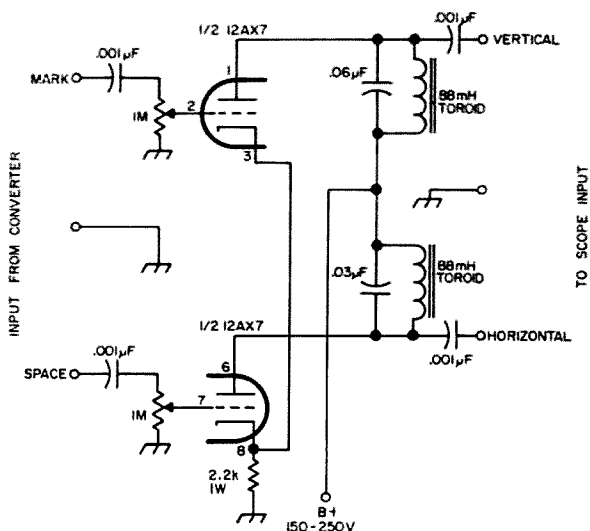 .001µF
1/2 12AX7
.001µF
VERTICAL
MARK
1
.06µF
88mH
TOROID
1M
2
3
INPUT FROM CONVERTER
TO SCOPE INPUT
.03µF
88mH
TOROID
1/2 12AX7
HORIZONTAL
.001µF
.001µF
SPACE
6
7
1M
8
2.2k
1W
B+
150-250V